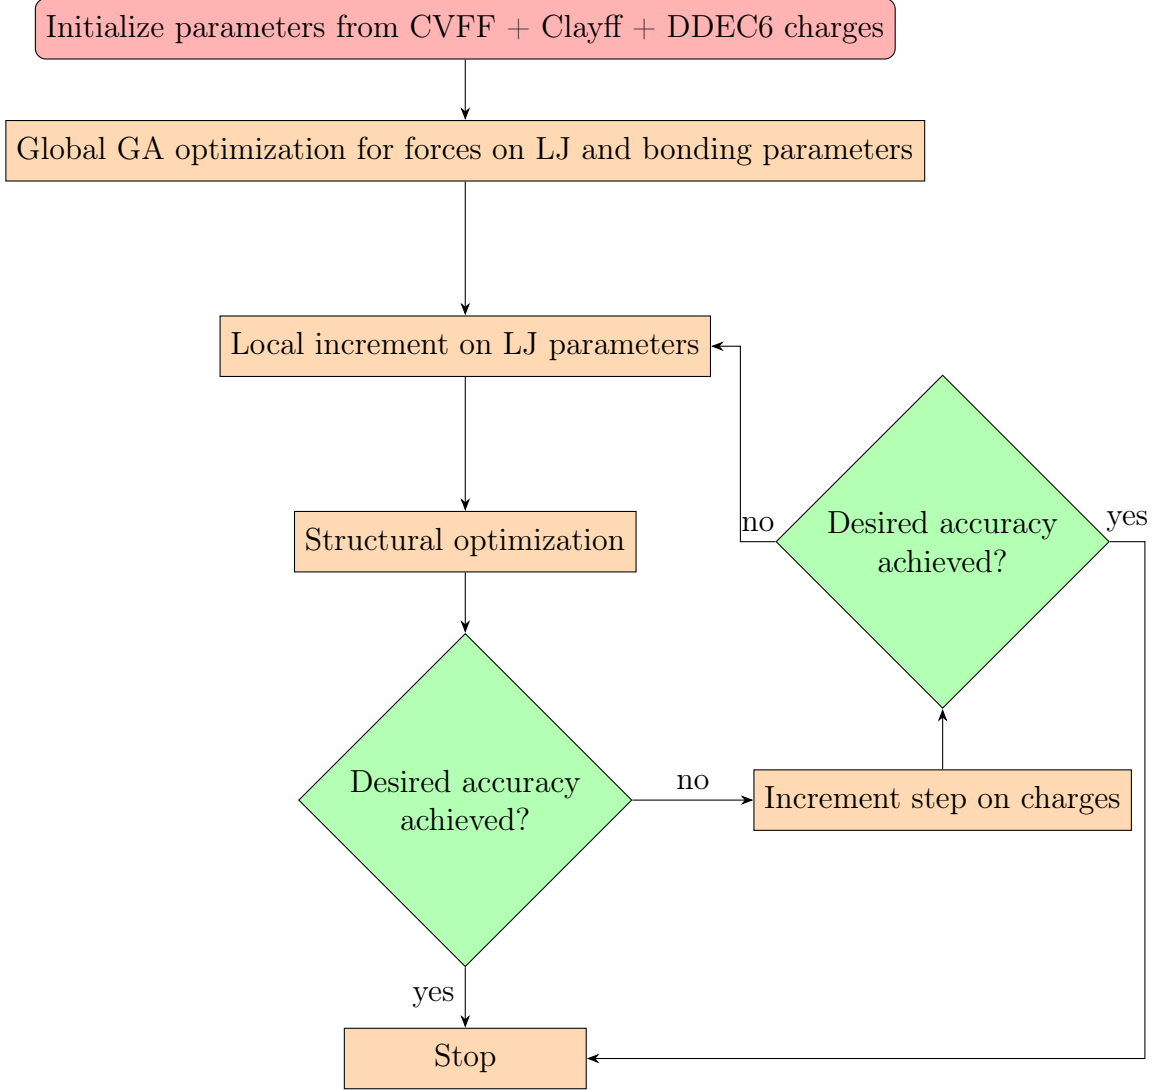 Initialize parameters from CVFF + Clayff + DDEC6 charges
Global GA optimization for forces on LJ and bonding parameters
Local increment on LJ parameters
Structural optimization
Desired accuracy
achieved?
no
Increment step on charges
Desired accuracy
achieved?
no
yes
yes
Stop